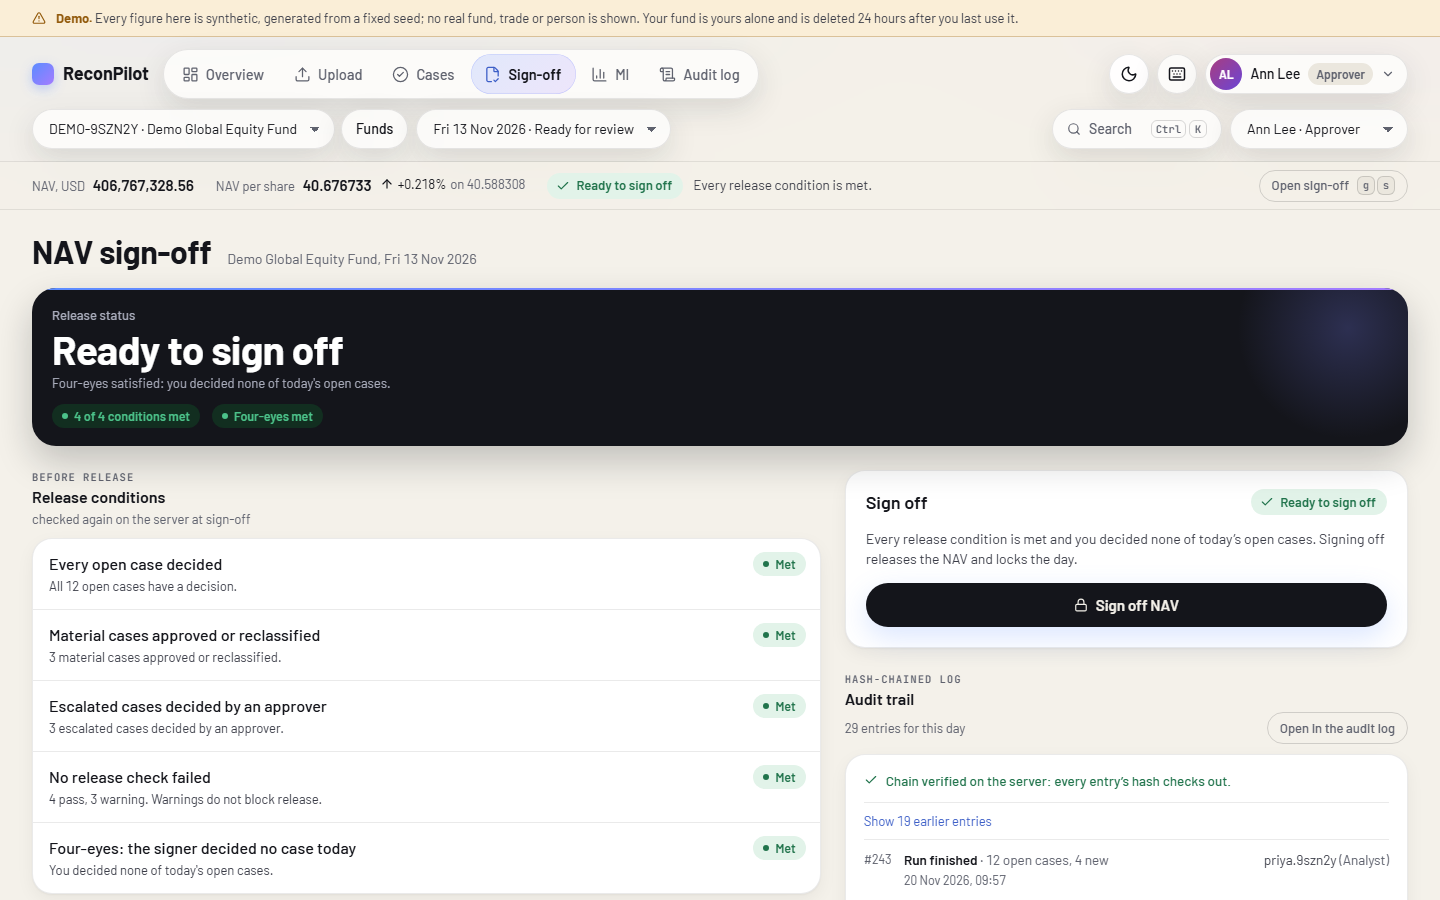 Demo. Every figure here is synthetic, generated from a fixed seed; no real fund, trade or person is shown. Your fund is yours alone and is deleted 24 hours after you last use it.
ReconPilot
Overview
Upload
Cases
Sign-off
MI
Audit log
AL Ann Lee Approver
DEMO-9SZN2Y · Demo Global Equity Fund
Funds
Fri 13 Nov 2026 · Ready for review
Search Ctrl K
Ann Lee · Approver
NAV, USD 406,767,328.56
NAV per share 40.676733 ↑ +0.218% on 40.588308
Ready to sign off
Every release condition is met.
Open sign-off g s
NAV sign-off
Demo Global Equity Fund, Fri 13 Nov 2026
Release status
Ready to sign off
Four-eyes satisfied: you decided none of today's open cases.
4 of 4 conditions met
Four-eyes met
BEFORE RELEASE
Release conditions
checked again on the server at sign-off
Every open case decided
Met
All 12 open cases have a decision.
Material cases approved or reclassified
Met
3 material cases approved or reclassified.
Escalated cases decided by an approver
Met
3 escalated cases decided by an approver.
No release check failed
Met
4 pass, 3 warning. Warnings do not block release.
Four-eyes: the signer decided no case today
Met
You decided none of today's open cases.
Sign off
Ready to sign off
Every release condition is met and you decided none of today's open cases. Signing off
releases the NAV and locks the day.
Sign off NAV
HASH-CHAINED LOG
Audit trail
29 entries for this day
Open in the audit log
Chain verified on the server: every entry's hash checks out.
Show 19 earlier entries
#243 Run finished · 12 open cases, 4 new
priya.9szn2y (Analyst)
20 Nov 2026, 09:57